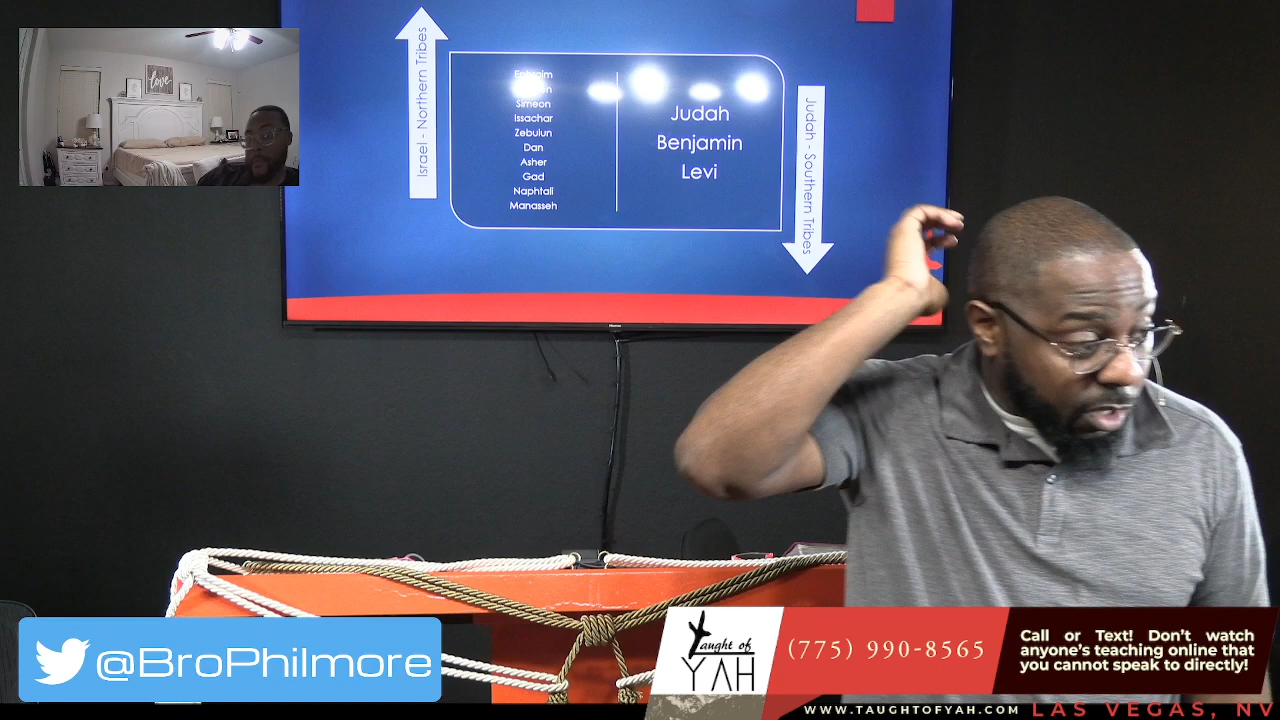 love
Israel - Northern Tribes
Ephraim
Simeon
Issachar
Zebulun
Dan
Asher
Gad
Naphtali
Manasseh
Judah
Benjamin
Levi
Judah - Southern Tribes
@BroPhilmore
Taught of
YAH
(775) 990-8565
Call or Text! Don't watch
anyone's teaching online that
you cannot speak to directly!
WWW.TAUGHTOFYAH.COM
LAS VEGAS, NV